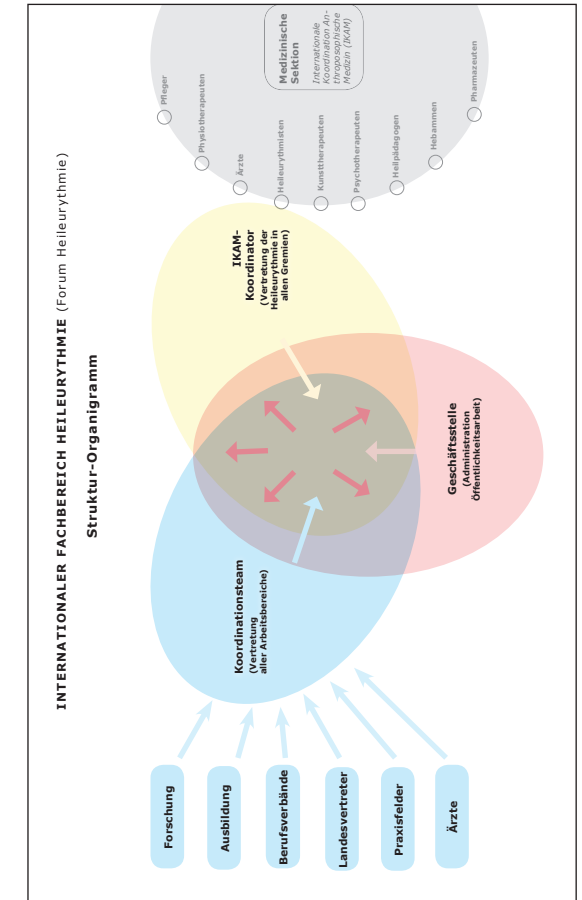 INTERNATIONALER FACHBEREICH HEILEURYTHMIE (Forum Heileurythmie)
Struktur-Organigramm
Forschung
Ausbildung
Berufsverbände
Landesvertreter
Praxisfelder
Ärzte
Koordinationsteam
(Vertretung
aller Arbeitsbereiche)
IKAM-
Koordinator
(Vertretung der
Heileurythmie in
allen Gremien)
Geschäftsstelle
(Administration
Öffentlichkeitsarbeit)
Pfleger
Physiotherapeuten
Ärzte
Heileurythmisten
Kunsttherapeuten
Psychotherapeuten
Heilpädagogen
Hebammen
Pharmazeuten
Medizinische
Sektion
Internationale
Koordination An-
throposophische
Medizin (IKAM)